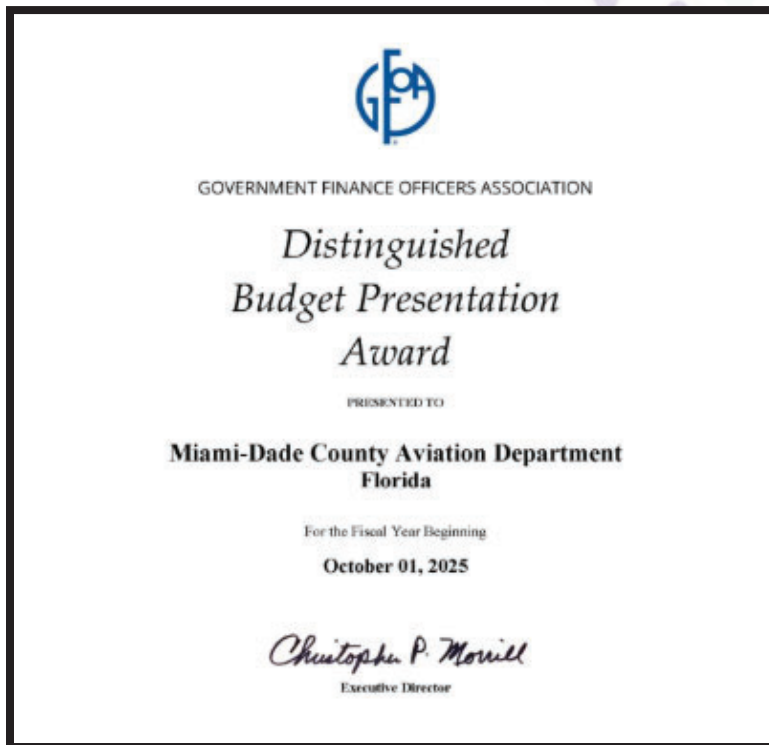 GFOA
GOVERNMENT FINANCE OFFICERS ASSOCIATION
Distinguished
Budget Presentation
Award
PRESENTED TO
Miami-Dade County Aviation Department
Florida
For the Fiscal Year Beginning
October 01, 2025
Christopher P. Morrill
Executive Director